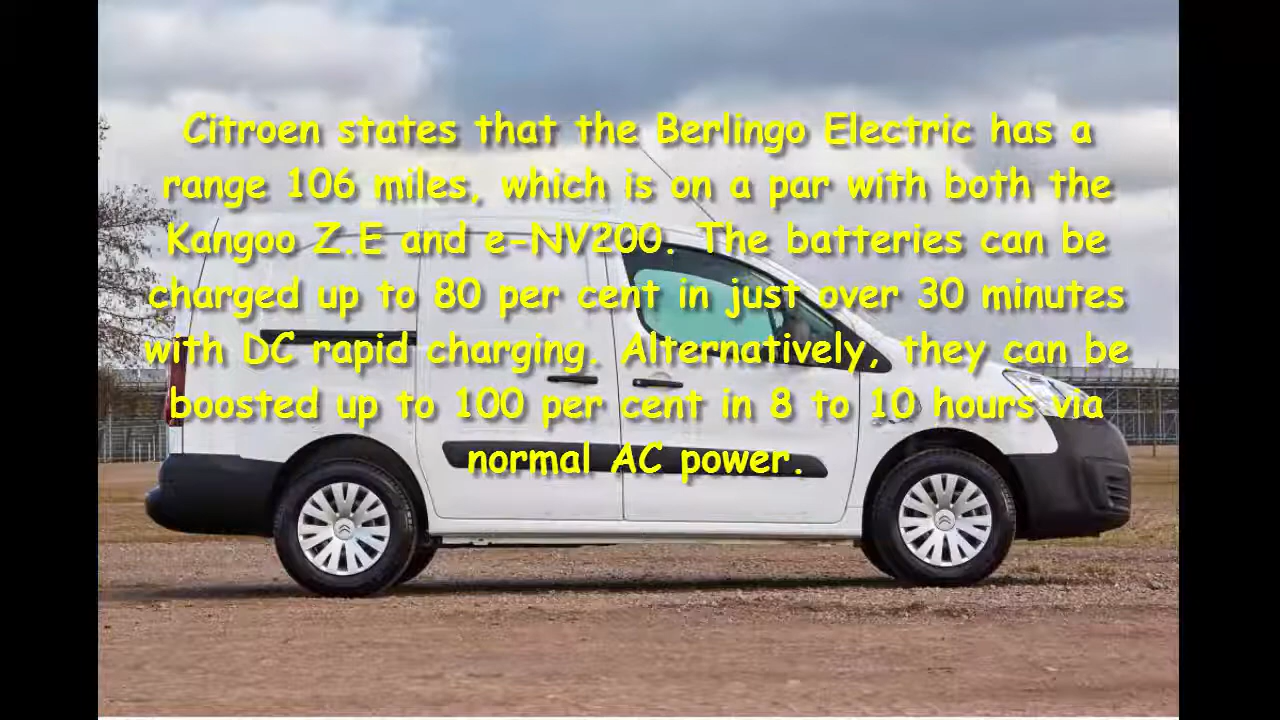 Citroen states that the Berlingo Electric has a
range 106 miles, which is on a par with both the
Kangoo Z.E and e-NV200. The batteries can be
charged up to 80 per cent in just over 30 minutes
with DC rapid charging. Alternatively, they can be
boosted up to 100 per cent in 8 to 10 hours via
normal AC power.